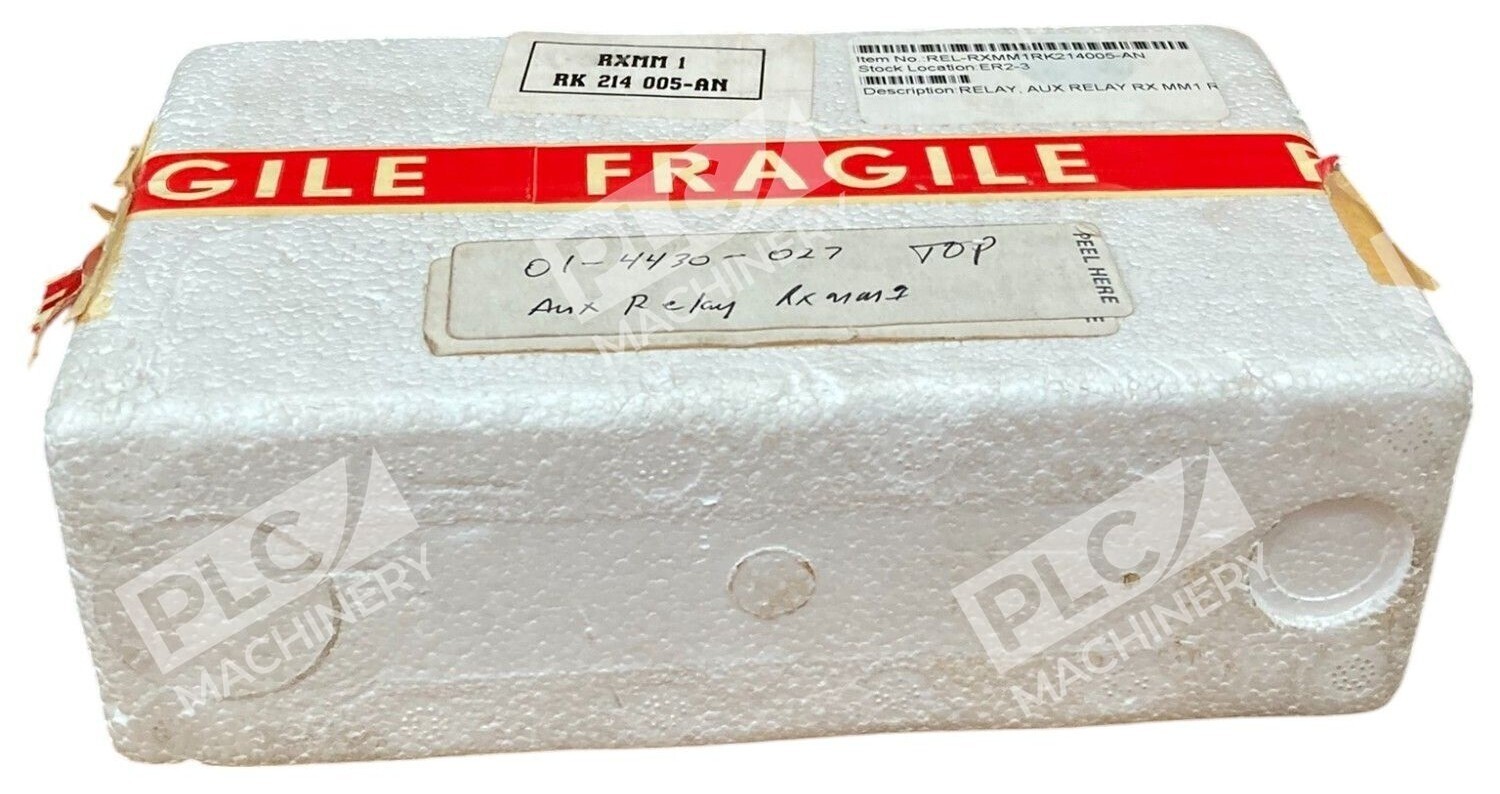 RXMM 1
RK 214 005-AN
Item No.:REL-RXMM1RK214005-AN
Stock Location:ER2-3
Description:RELAY, AUX RELAY RX MM1 R
GILE FRAGILE F
01-4430-027 TOP
Aux Relay RXMM1
PEEL HERE
E
PLC
MACHINERY
PLC
MACHINERY
PLC
MACHINERY